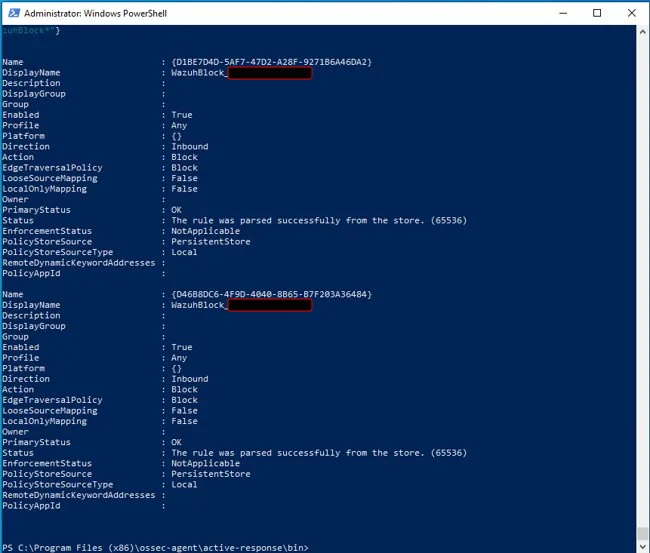 Administrator: Windows PowerShell
zuhBlock*"}
Name : {D1BE7D4D-5AF7-47D2-A28F-9271B6A46DA2}
DisplayName : WazuhBlock_
Description :
DisplayGroup :
Group :
Enabled : True
Profile : Any
Platform : {}
Direction : Inbound
Action : Block
EdgeTraversalPolicy : Block
LooseSourceMapping : False
LocalOnlyMapping : False
Owner :
PrimaryStatus : OK
Status : The rule was parsed successfully from the store. (65536)
EnforcementStatus : NotApplicable
PolicyStoreSource : PersistentStore
PolicyStoreSourceType : Local
RemoteDynamicKeywordAddresses :
PolicyAppId :
Name : {D46B8DC6-4F9D-4040-8B65-B7F203A36484}
DisplayName : WazuhBlock_
Description :
DisplayGroup :
Group :
Enabled : True
Profile : Any
Platform : {}
Direction : Inbound
Action : Block
EdgeTraversalPolicy : Block
LooseSourceMapping : False
LocalOnlyMapping : False
Owner :
PrimaryStatus : OK
Status : The rule was parsed successfully from the store. (65536)
EnforcementStatus : NotApplicable
PolicyStoreSource : PersistentStore
PolicyStoreSourceType : Local
RemoteDynamicKeywordAddresses :
PolicyAppId :
PS C:\Program Files (x86)\ossec-agent\active-response\bin>